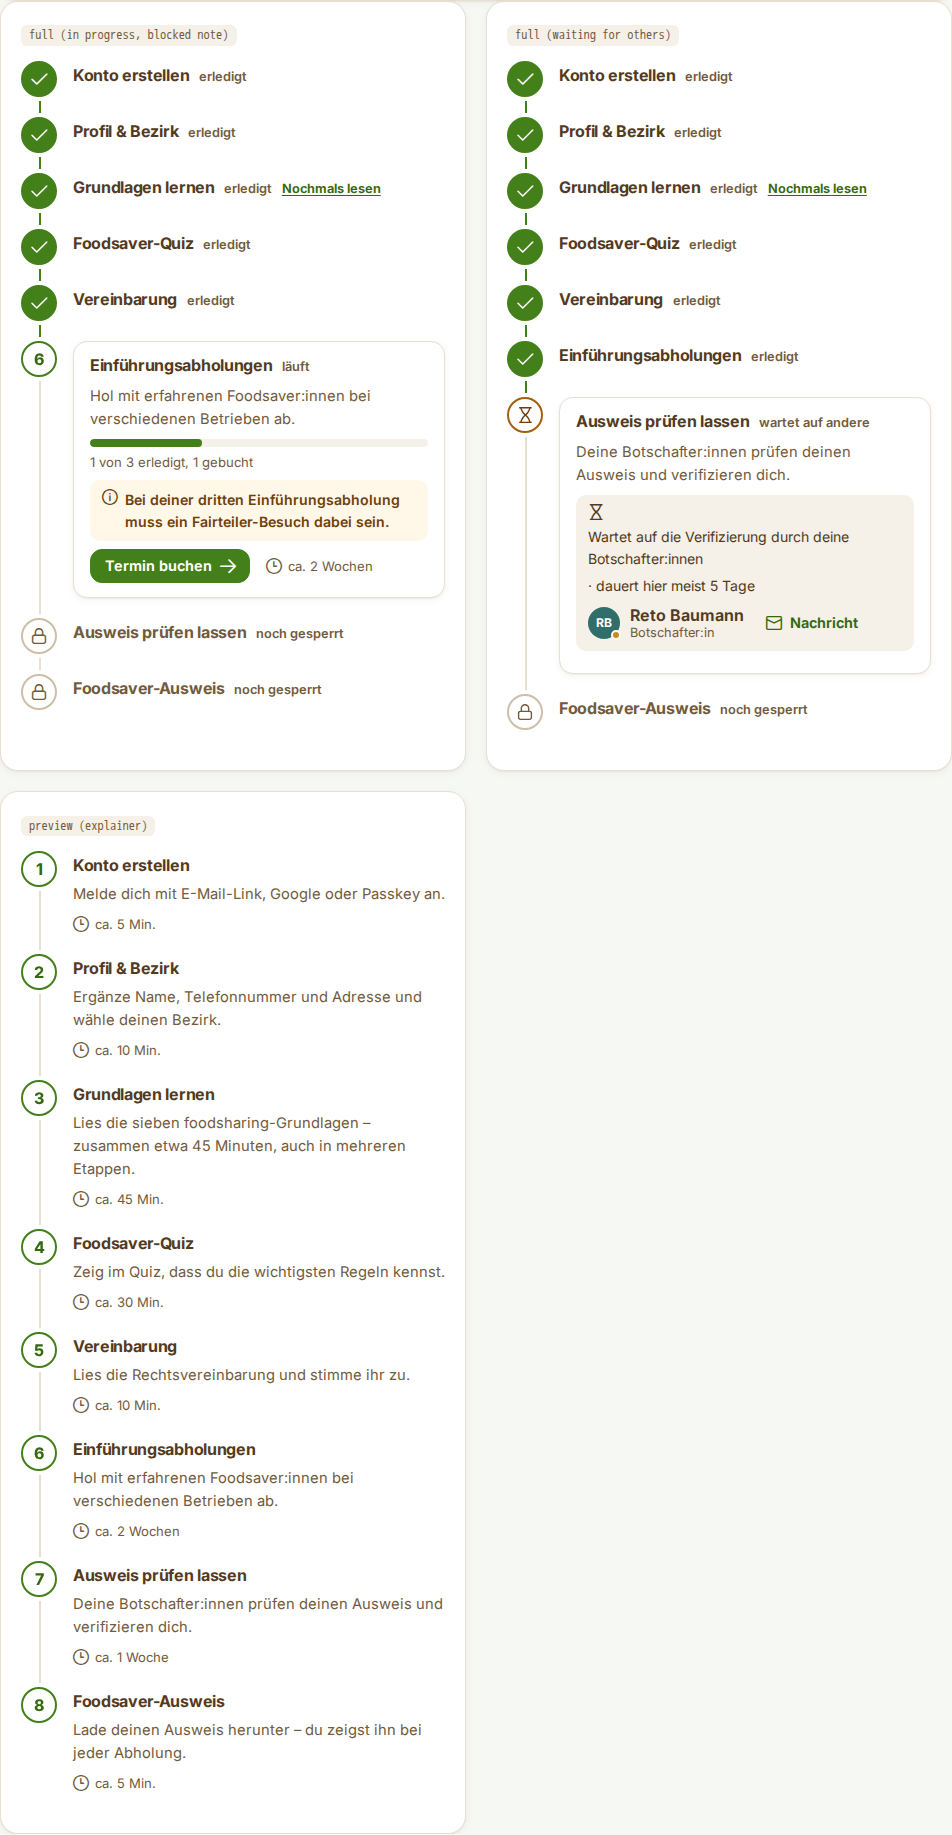 full (in progress, blocked note)
Konto erstellen erledigt
Profil & Bezirk erledigt
Grundlagen lernen erledigt Nochmals lesen
Foodsaver-Quiz erledigt
Vereinbarung erledigt
6
Einführungsabholungen läuft
Hol mit erfahrenen Foodsaver:innen bei
verschiedenen Betrieben ab.
1 von 3 erledigt, 1 gebucht
Bei deiner dritten Einführungsabholung
muss ein Fairteiler-Besuch dabei sein.
Termin buchen ca. 2 Wochen
Ausweis prüfen lassen noch gesperrt
Foodsaver-Ausweis noch gesperrt
full (waiting for others)
Konto erstellen erledigt
Profil & Bezirk erledigt
Grundlagen lernen erledigt Nochmals lesen
Foodsaver-Quiz erledigt
Vereinbarung erledigt
Einführungsabholungen erledigt
Ausweis prüfen lassen wartet auf andere
Deine Botschafter:innen prüfen deinen
Ausweis und verifizieren dich.
Wartet auf die Verifizierung durch deine
Botschafter:innen
· dauert hier meist 5 Tage
RB Reto Baumann Nachricht
Botschafter:in
Foodsaver-Ausweis noch gesperrt
preview (explainer)
1 Konto erstellen
Melde dich mit E-Mail-Link, Google oder Passkey an.
ca. 5 Min.
2 Profil & Bezirk
Ergänze Name, Telefonnummer und Adresse und
wähle deinen Bezirk.
ca. 10 Min.
3 Grundlagen lernen
Lies die sieben foodsharing-Grundlagen –
zusammen etwa 45 Minuten, auch in mehreren
Etappen.
ca. 45 Min.
4 Foodsaver-Quiz
Zeig im Quiz, dass du die wichtigsten Regeln kennst.
ca. 30 Min.
5 Vereinbarung
Lies die Rechtsvereinbarung und stimme ihr zu.
ca. 10 Min.
6 Einführungsabholungen
Hol mit erfahrenen Foodsaver:innen bei
verschiedenen Betrieben ab.
ca. 2 Wochen
7 Ausweis prüfen lassen
Deine Botschafter:innen prüfen deinen Ausweis und
verifizieren dich.
ca. 1 Woche
8 Foodsaver-Ausweis
Lade deinen Ausweis herunter – du zeigst ihn bei
jeder Abholung.
ca. 5 Min.